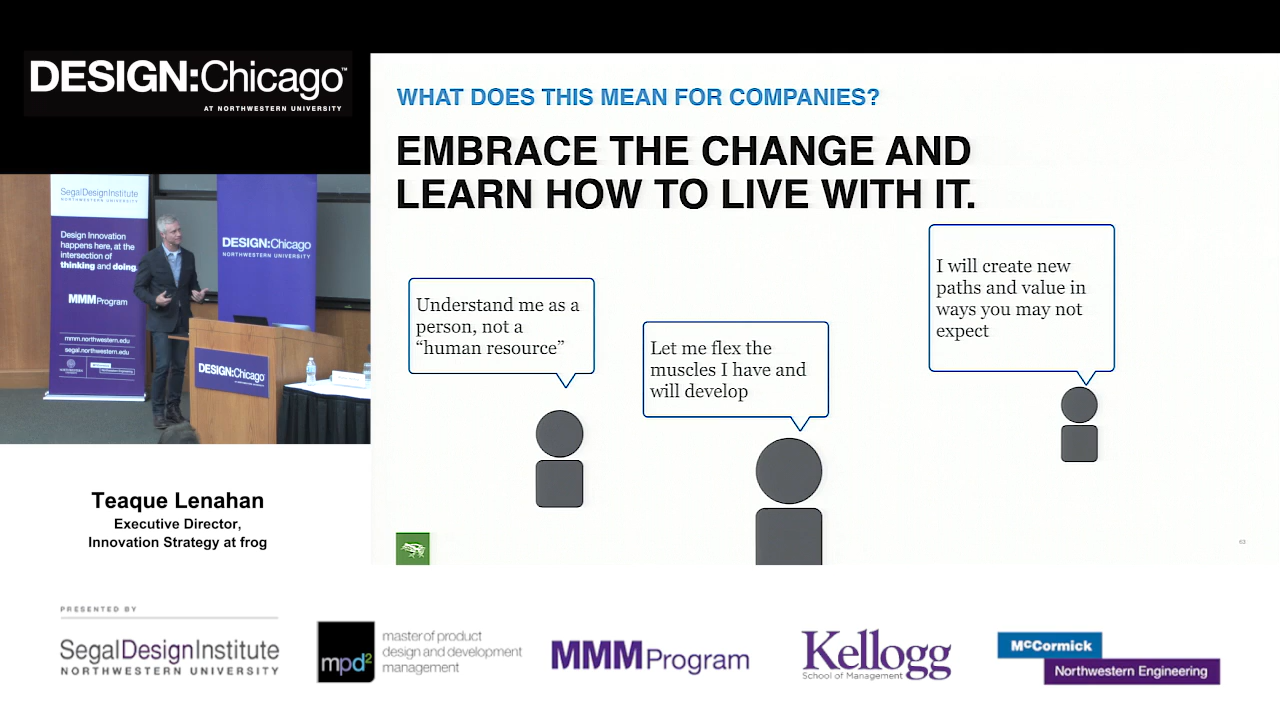 DESIGN:Chicago™
AT NORTHWESTERN UNIVERSITY
WHAT DOES THIS MEAN FOR COMPANIES?
EMBRACE THE CHANGE AND
LEARN HOW TO LIVE WITH IT.
Understand me as a
person, not a
“human resource”
Let me flex the
muscles I have and
will develop
I will create new
paths and value in
ways you may not
expect
62
SegalDesignInstitute
NORTHWESTERN UNIVERSITY
Design Innovation
happens here, at the
intersection of
thinking and doing.
MMMProgram
mmm.northwestern.edu
segal.northwestern.edu
DESIGN:Chicago
NORTHWESTERN UNIVERSITY
DESIGN:Chicago
Teaque Lenahan
Executive Director,
Innovation Strategy at frog
PRESENTED BY
SegalDesignInstitute
NORTHWESTERN UNIVERSITY
mpd²
master of product
design and development
management
MMMProgram
Kellogg
School of Management
McCormick
Northwestern Engineering